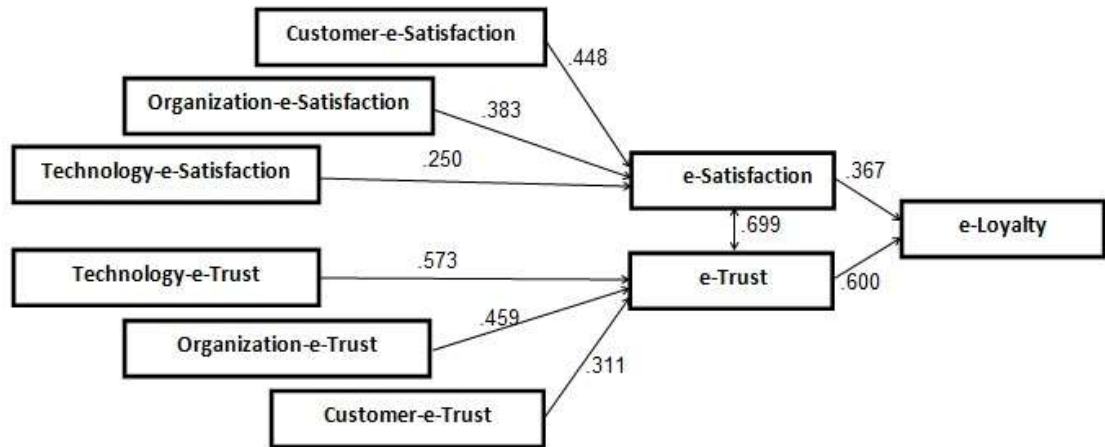 Customer-e-Satisfaction
.448
Organization-e-Satisfaction
.383
Technology-e-Satisfaction
.250
e-Satisfaction
.367
e-Loyalty
.699
Technology-e-Trust
.573
e-Trust
.600
.459
Organization-e-Trust
.311
Customer-e-Trust